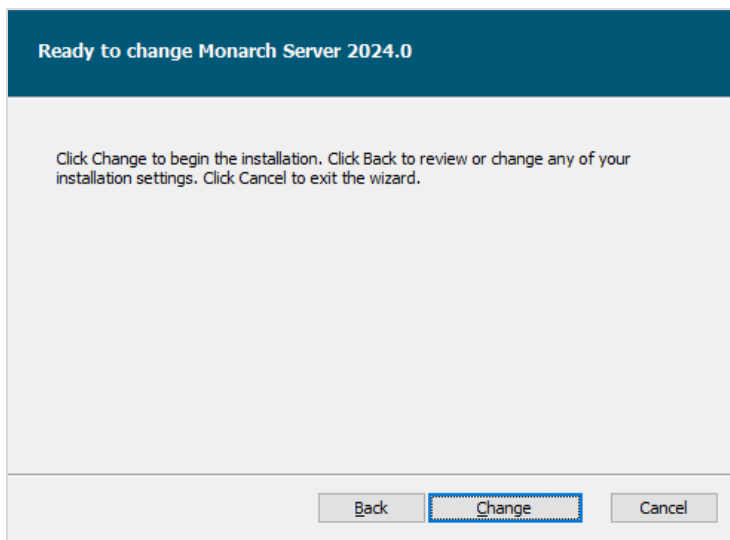 Ready to change Monarch Server 2024.0
Click Change to begin the installation. Click Back to review or change any of your
installation settings. Click Cancel to exit the wizard.
Back
Change
Cancel